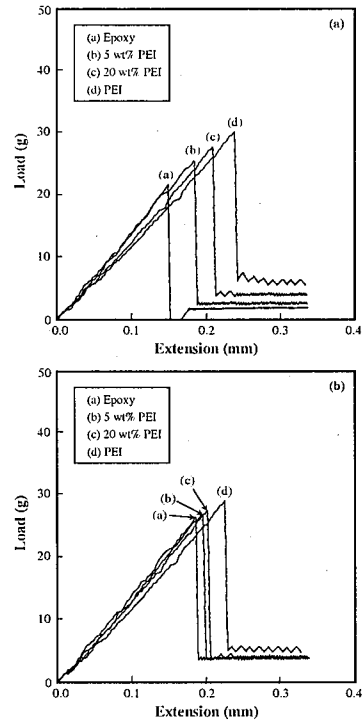 (a)
(a) Epoxy
(b) 5 wt% PEI
(c) 20 wt% PEI
(d) PEI
(a)
(b)
(c)
(d)
50
40
30
20
10
0
Load (g)
0.0
0.1
0.2
0.3
0.4
Extension (mm)
(b)
(a) Epoxy
(b) 5 wt% PEI
(c) 20 wt% PEI
(d) PEI
(c)
(b)
(a)
(d)
50
40
30
20
10
0
Load (g)
0.0
0.1
0.2
0.3
0.4
Extension (mm)